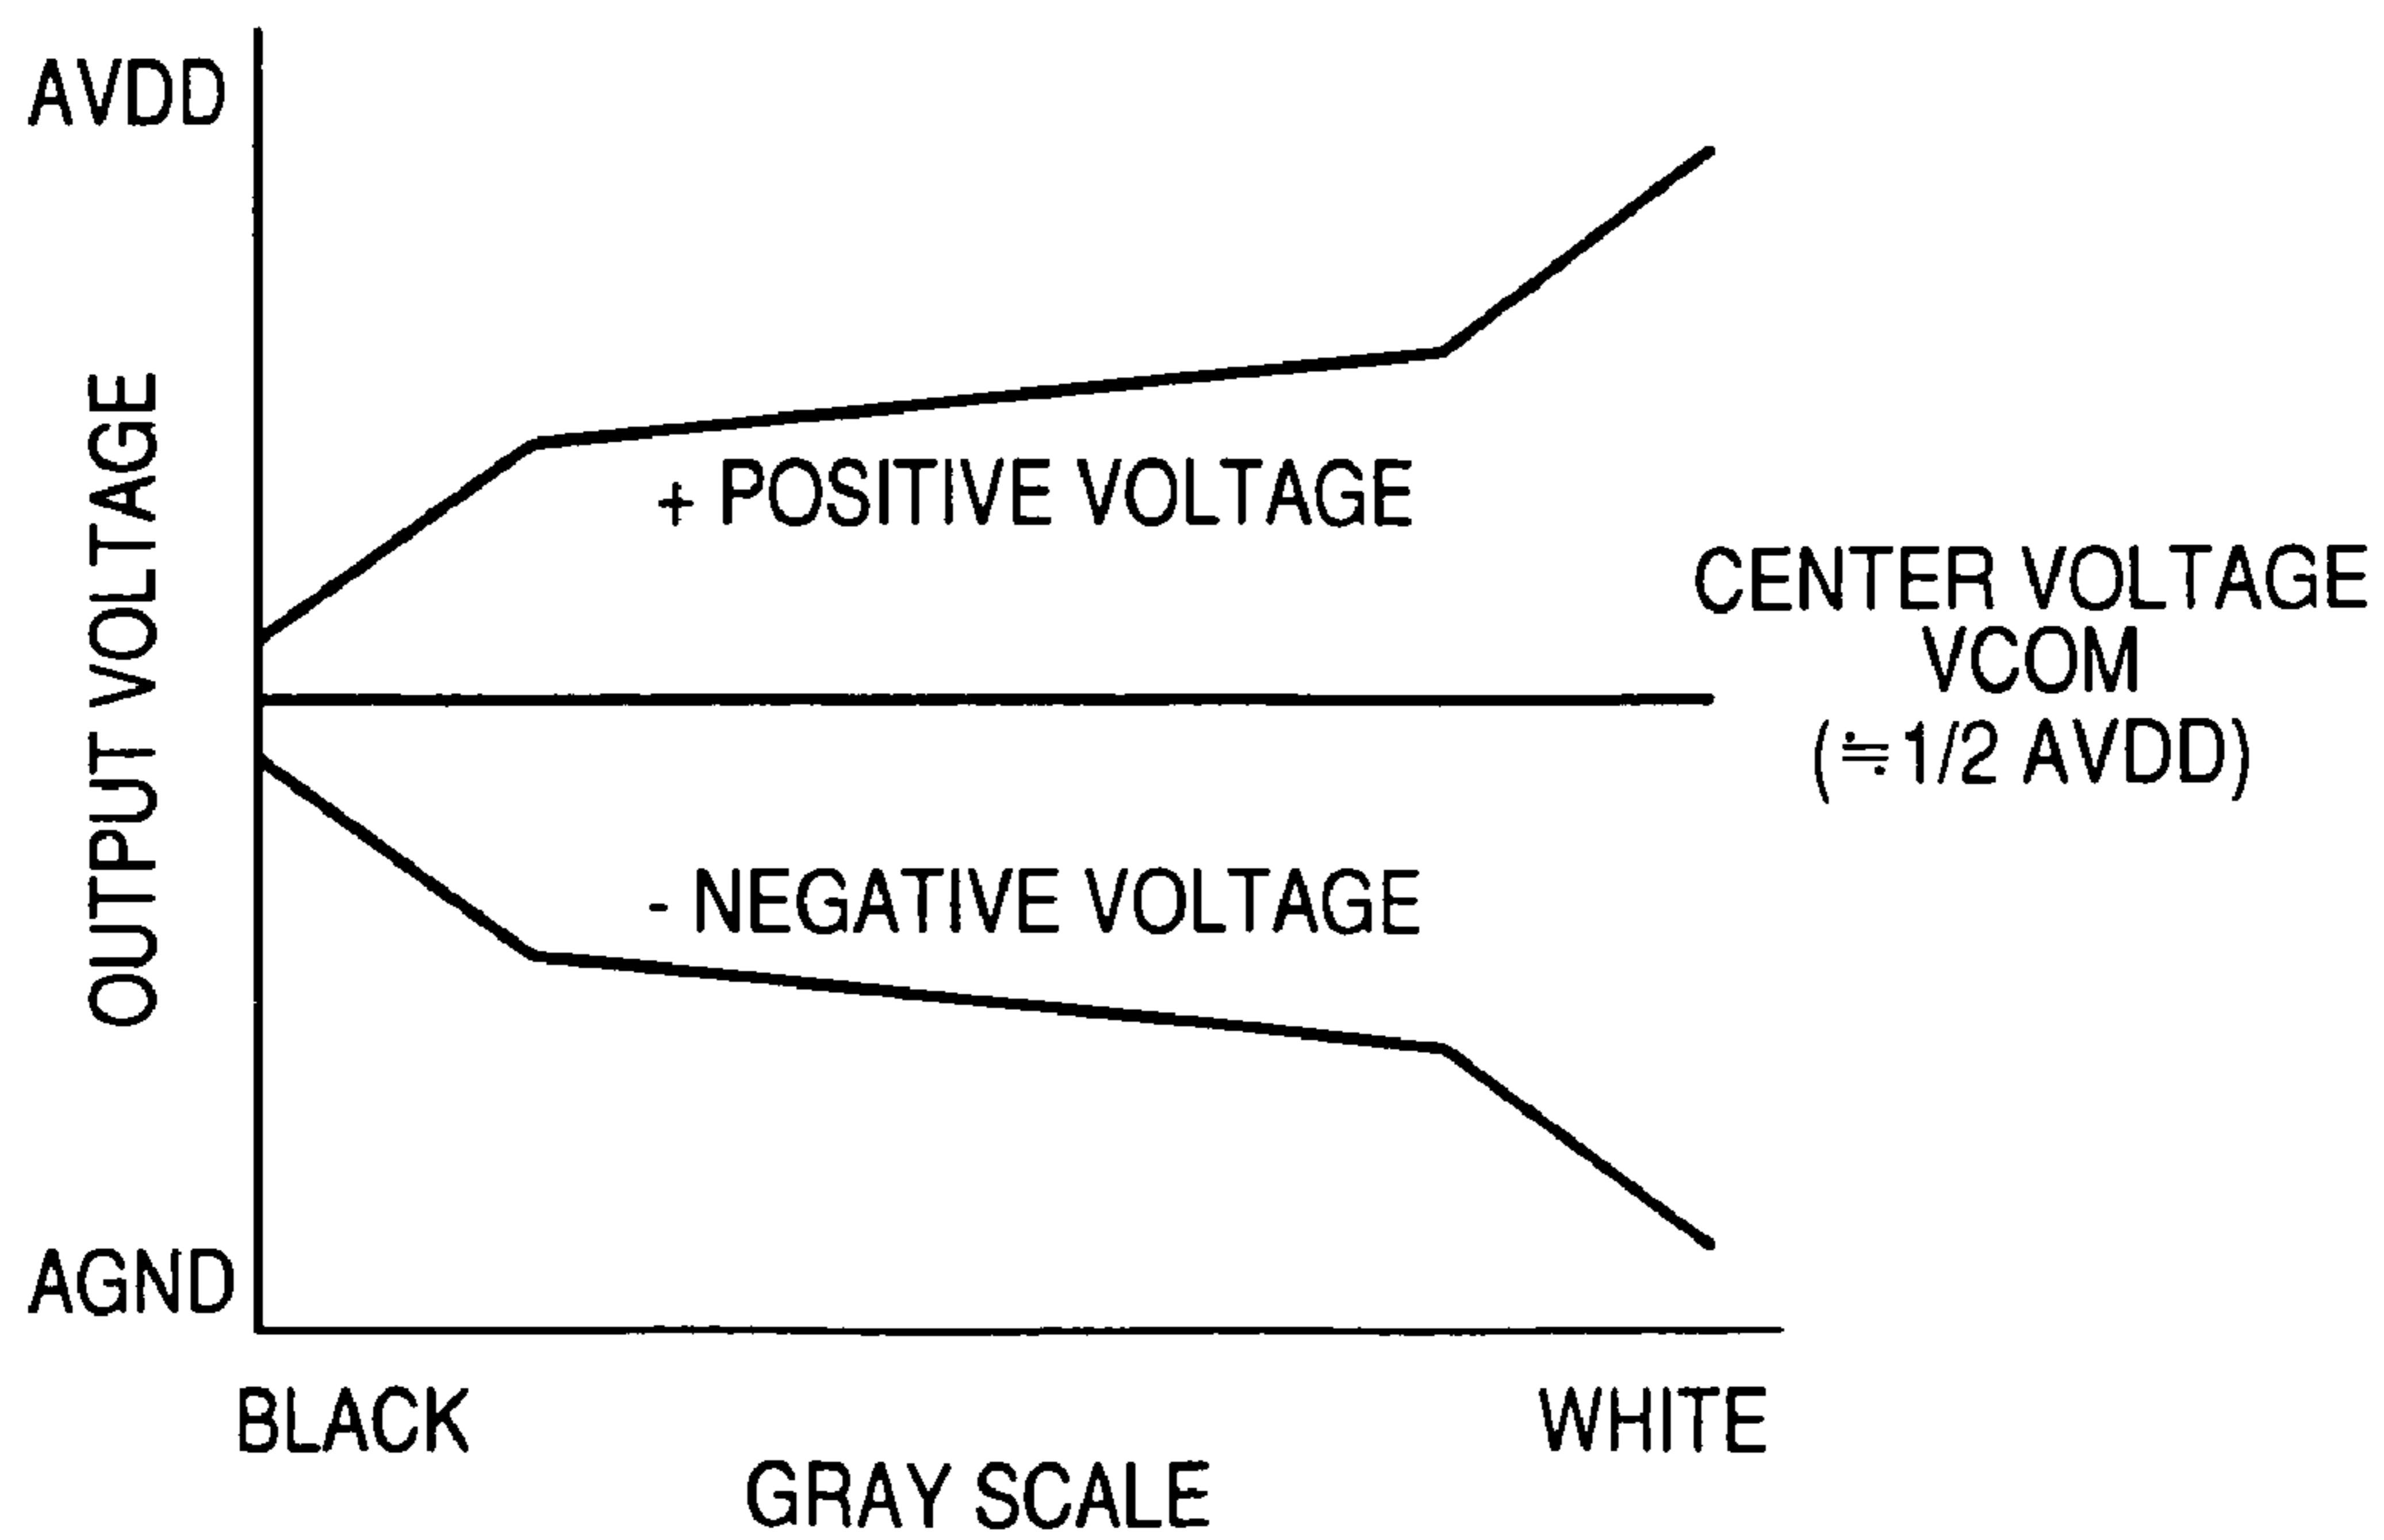 AVDD
OUTPUT VOLTAGE
+ POSITIVE VOLTAGE
CENTER VOLTAGE
VCOM
(≒1/2 AVDD)
- NEGATIVE VOLTAGE
AGND
BLACK
WHITE
GRAY SCALE